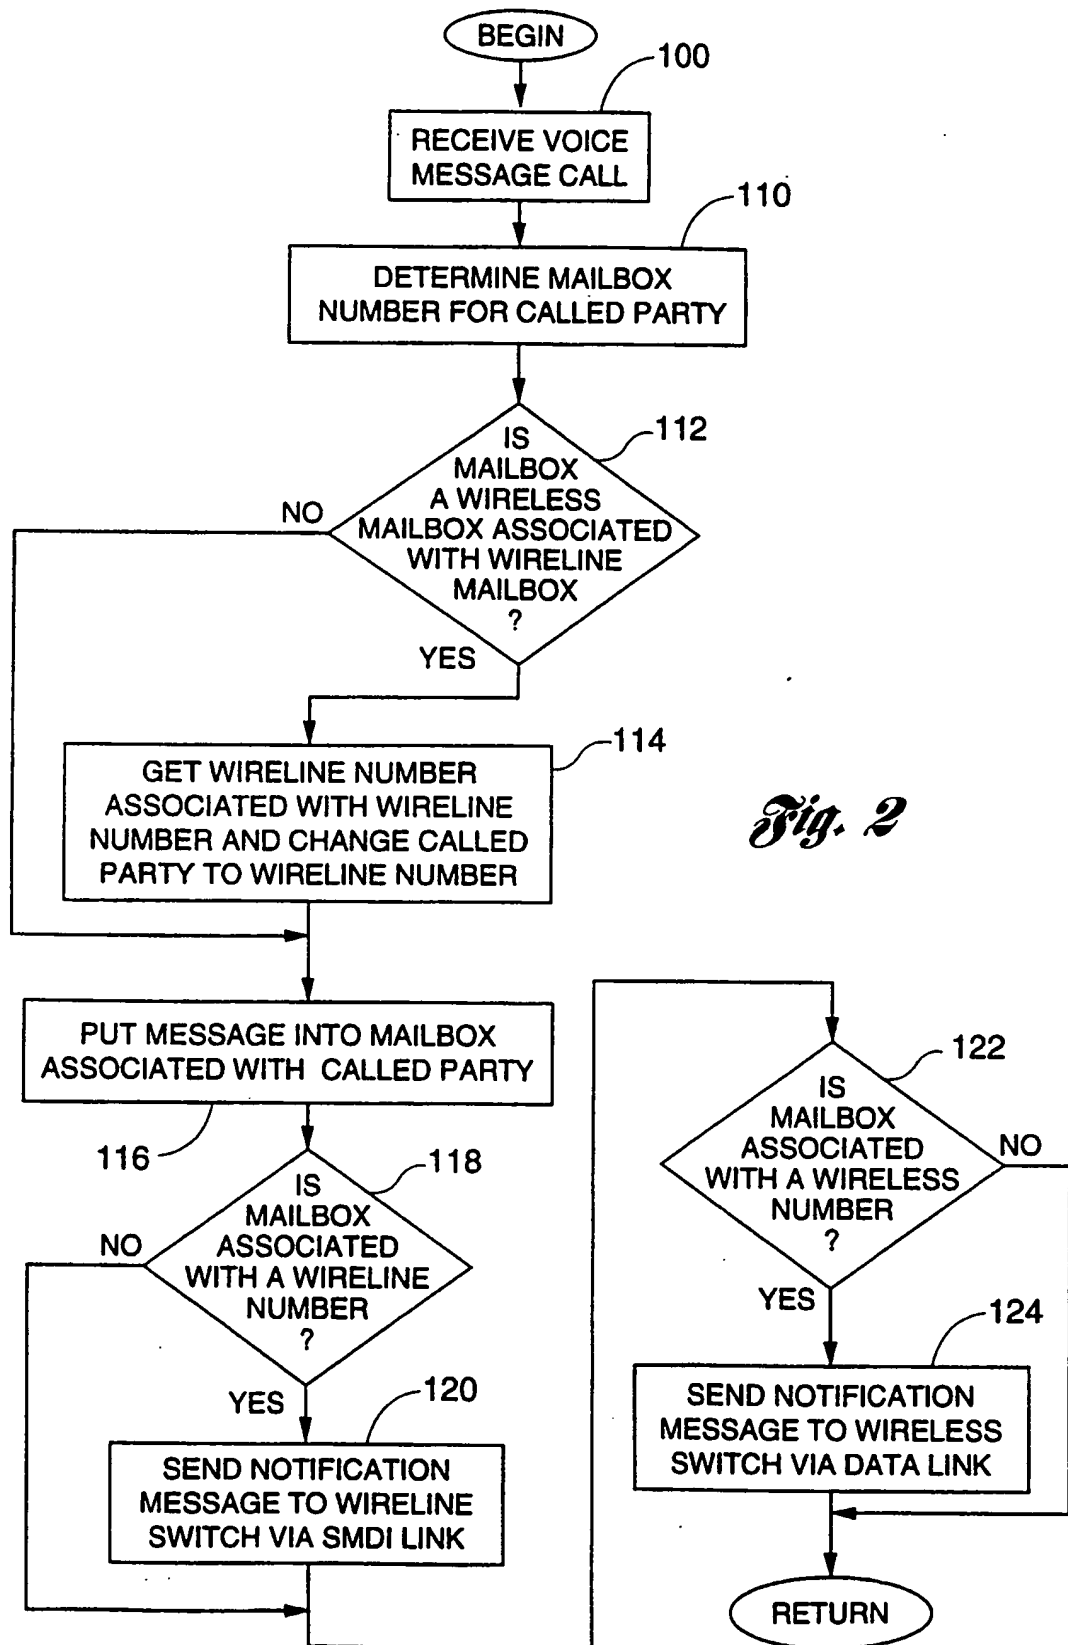 BEGIN
100
RECEIVE VOICE
MESSAGE CALL
110
DETERMINE MAILBOX
NUMBER FOR CALLED PARTY
112
IS
MAILBOX
A WIRELESS
MAILBOX ASSOCIATED
WITH WIRELINE
MAILBOX
?
NO
YES
114
GET WIRELINE NUMBER
ASSOCIATED WITH WIRELINE
NUMBER AND CHANGE CALLED
PARTY TO WIRELINE NUMBER
Fig. 2
PUT MESSAGE INTO MAILBOX
ASSOCIATED WITH CALLED PARTY
116
118
IS
MAILBOX
ASSOCIATED
WITH A WIRELINE
NUMBER
?
NO
YES
120
SEND NOTIFICATION
MESSAGE TO WIRELINE
SWITCH VIA SMDI LINK
122
IS
MAILBOX
ASSOCIATED
WITH A WIRELESS
NUMBER
?
NO
YES
124
SEND NOTIFICATION
MESSAGE TO WIRELESS
SWITCH VIA DATA LINK
RETURN